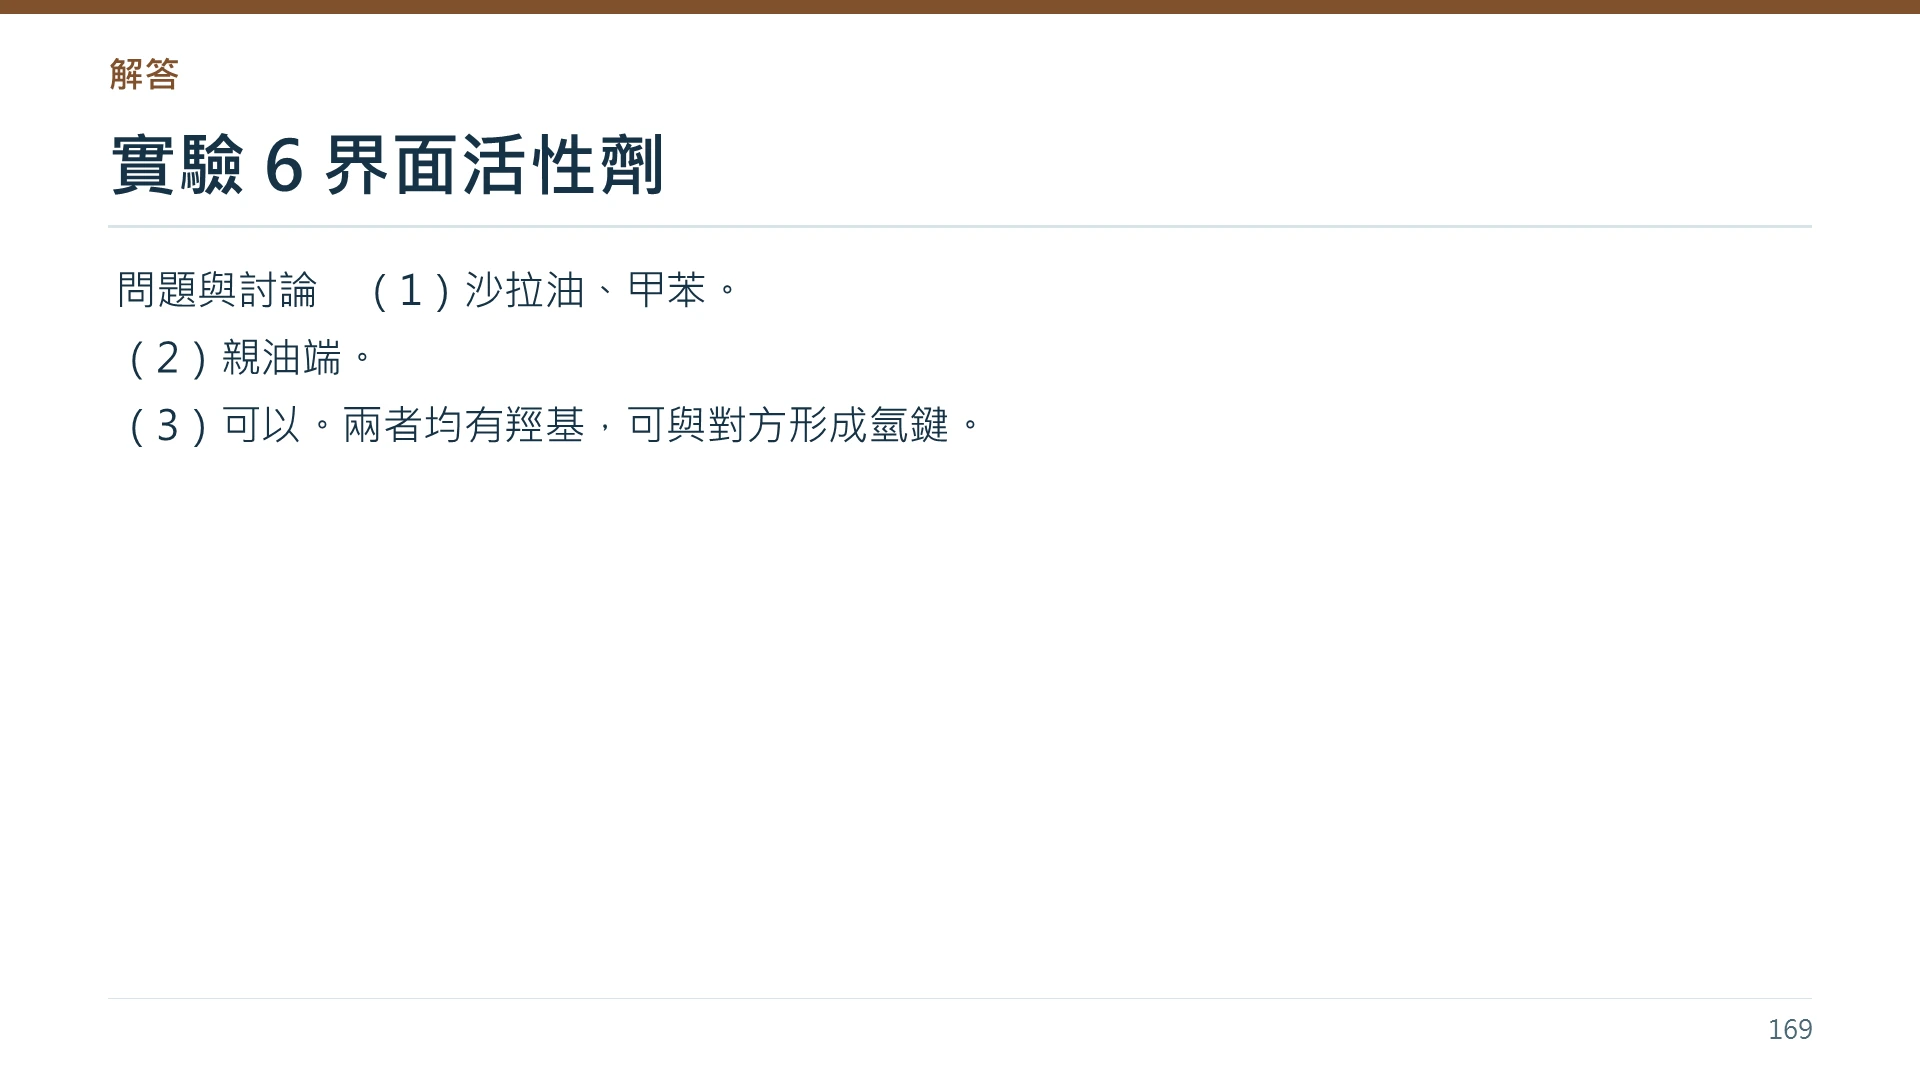 解答
實驗 6 界面活性劑
問題與討論　（1）沙拉油、甲苯。
（2）親油端。
（3）可以。兩者均有羥基，可與對方形成氫鍵。
169